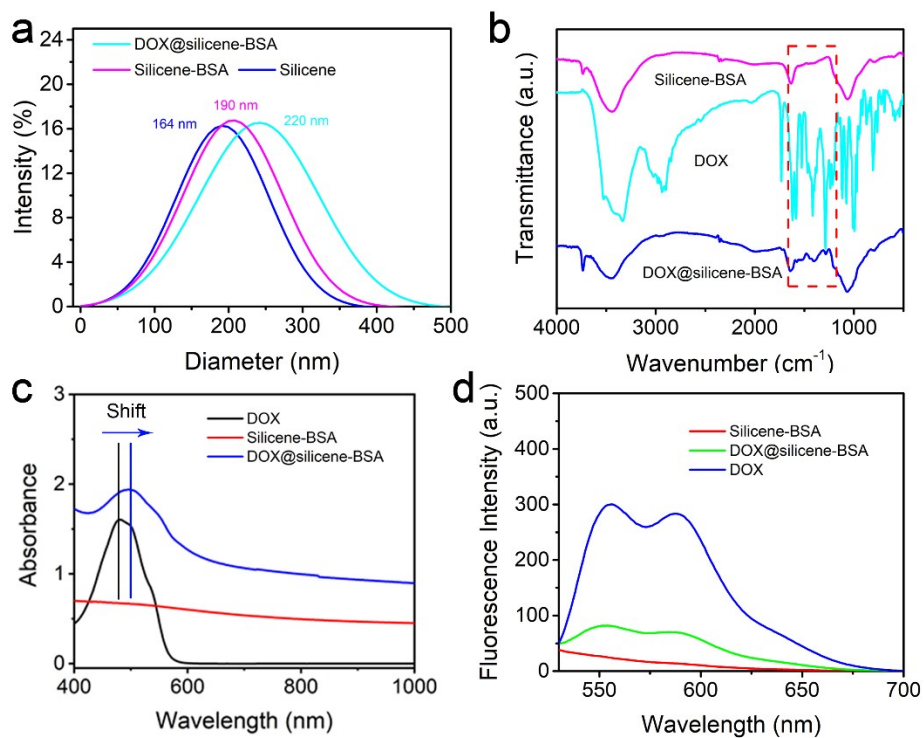 a
24
20
16
12
8
4
0
Intensity (%)
DOX@silicene-BSA
Silicene-BSA
Silicene
190 nm
164 nm
220 nm
0 100 200 300 400 500
Diameter (nm)
b
Transmittance (a.u.)
Silicene-BSA
DOX
DOX@silicene-BSA
4000 3000 2000 1000
Wavenumber (cm⁻¹)
c
3
2
1
0
Absorbance
Shift
DOX
Silicene-BSA
DOX@silicene-BSA
400 600 800 1000
Wavelength (nm)
d
500
400
300
200
100
50
0
Fluorescence Intensity (a.u.)
Silicene-BSA
DOX@silicene-BSA
DOX
550 600 650 700
Wavelength (nm)